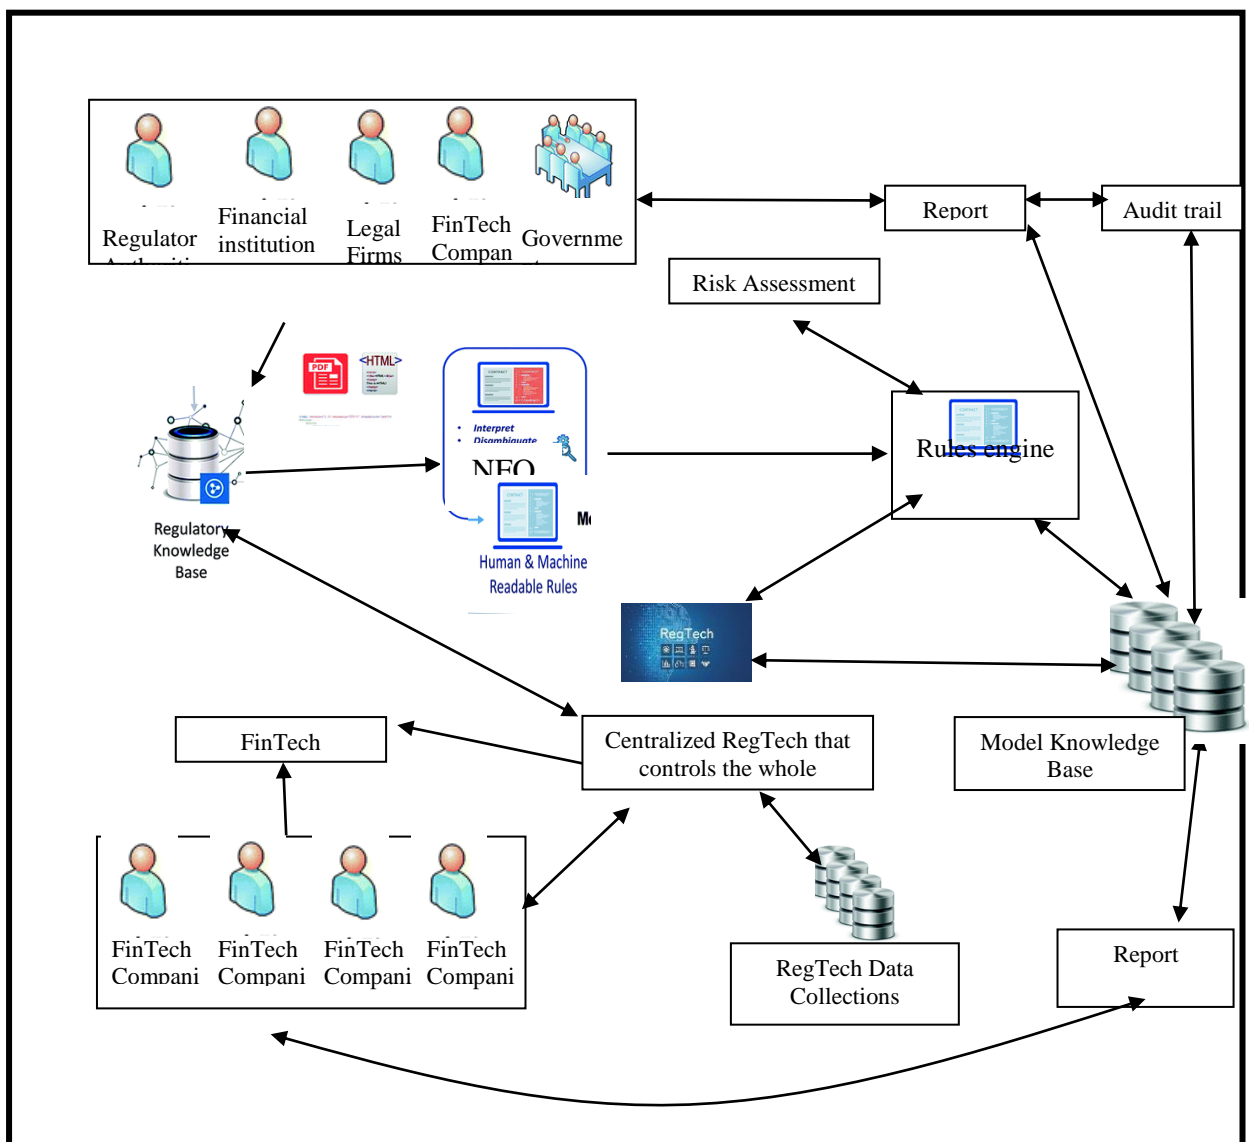 Regulator
Financial
institution
Legal
Firms
FinTech
Compan
Governme
Report
Audit trail
Risk Assessment
PDF
<HTML>
CONTRACT
• Interpret
• Disambiguate
NEO
CONTRACT
Human & Machine
Readable Rules
Rules engine
Regulatory
Knowledge
Base
RegTech
FinTech
Centralized RegTech that
controls the whole
Model Knowledge
Base
FinTech
Compani
FinTech
Compani
FinTech
Compani
FinTech
Compani
RegTech Data
Collections
Report